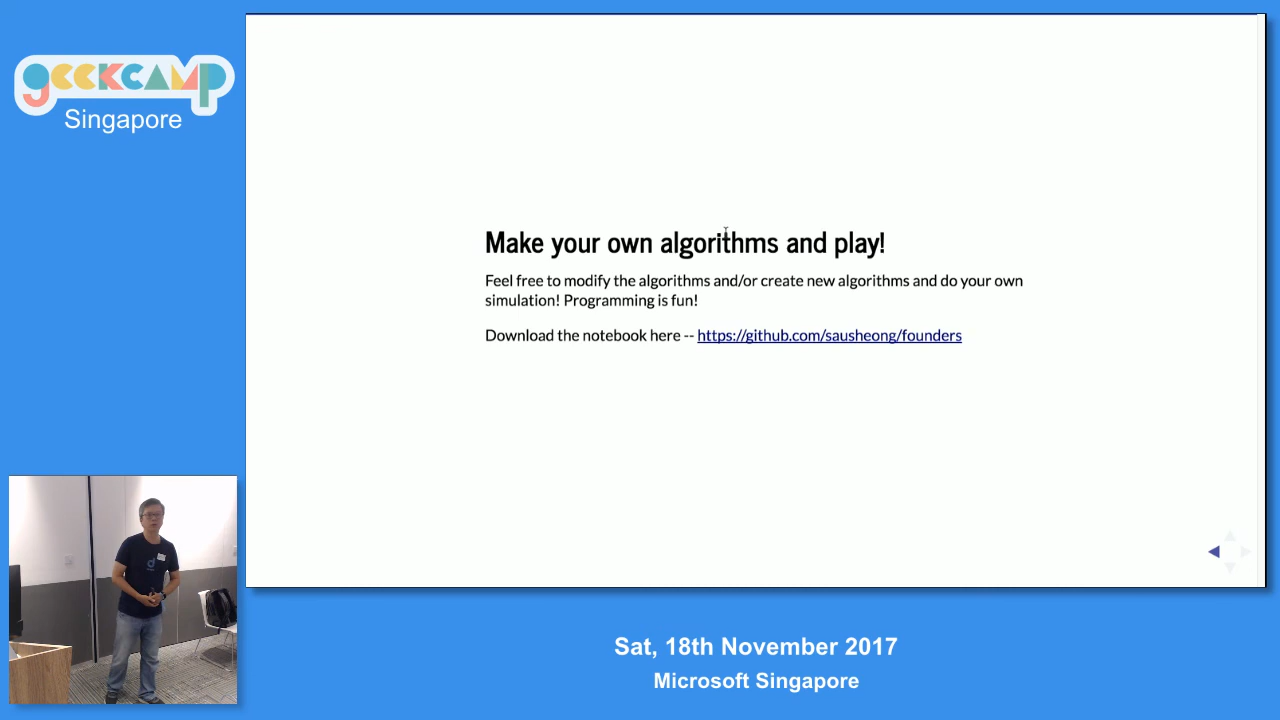 geekcamp
Singapore
Make your own algorithms and play!
Feel free to modify the algorithms and/or create new algorithms and do your own
simulation! Programming is fun!
Download the notebook here -- https://github.com/sausheong/founders
Sat, 18th November 2017
Microsoft Singapore